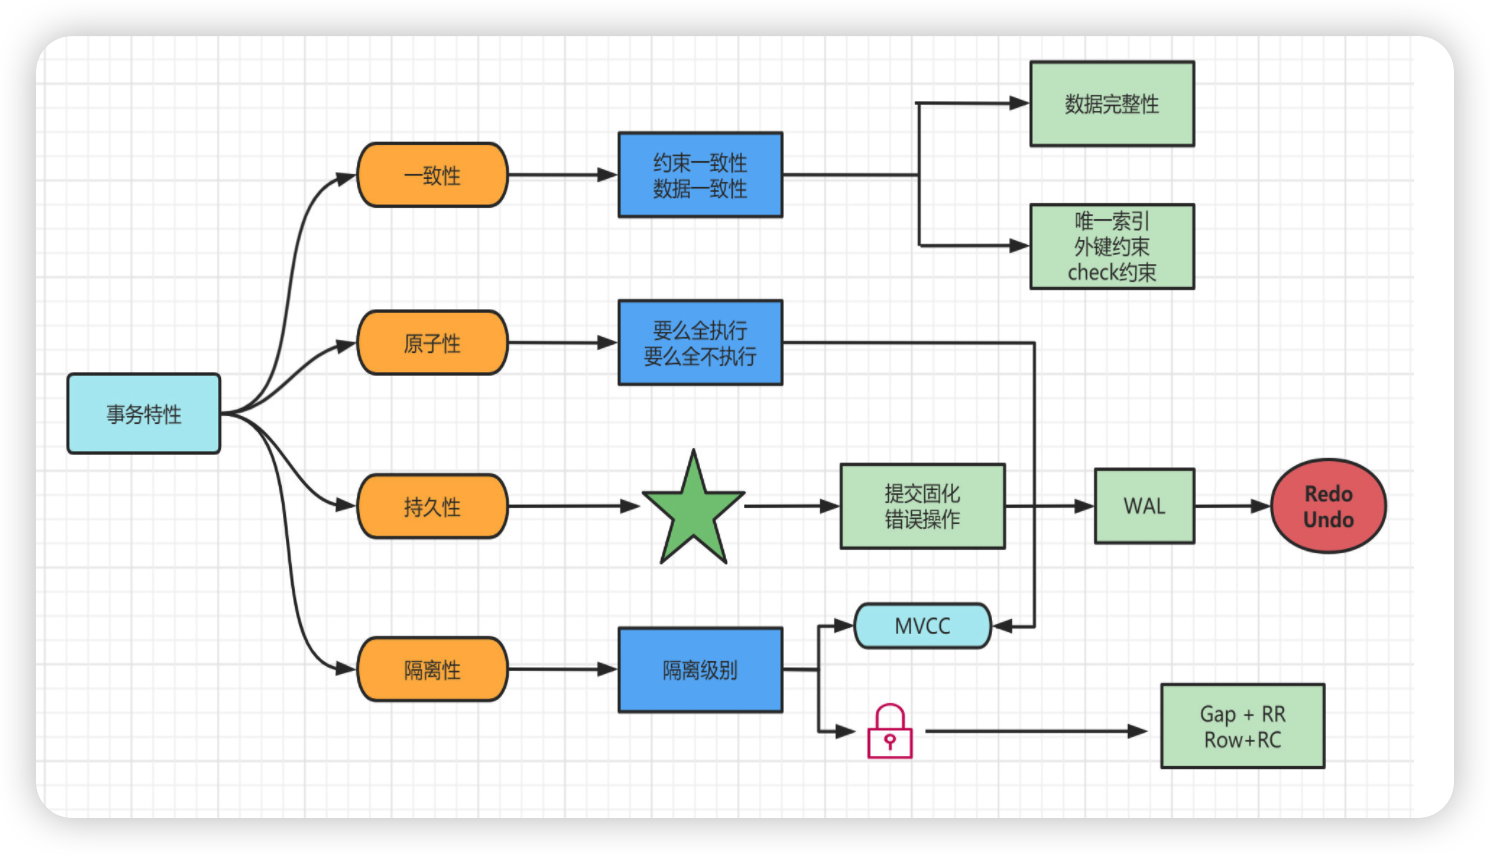 事务特性
一致性
约束一致性
数据一致性
数据完整性
唯一索引
外键约束
check约束
原子性
要么全执行
要么全不执行
持久性
提交固化
错误操作
WAL
Redo
Undo
隔离性
隔离级别
MVCC
Gap + RR
Row+RC